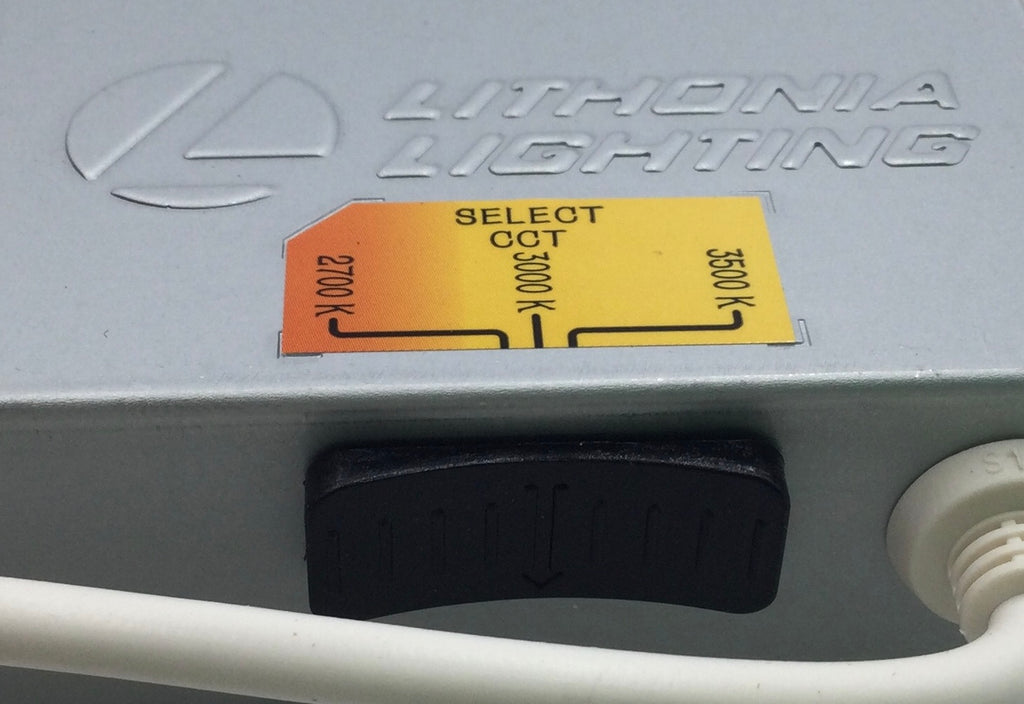 LITHONIA
LIGHTING
SELECT
CCT
2700 K
3000 K
3500 K